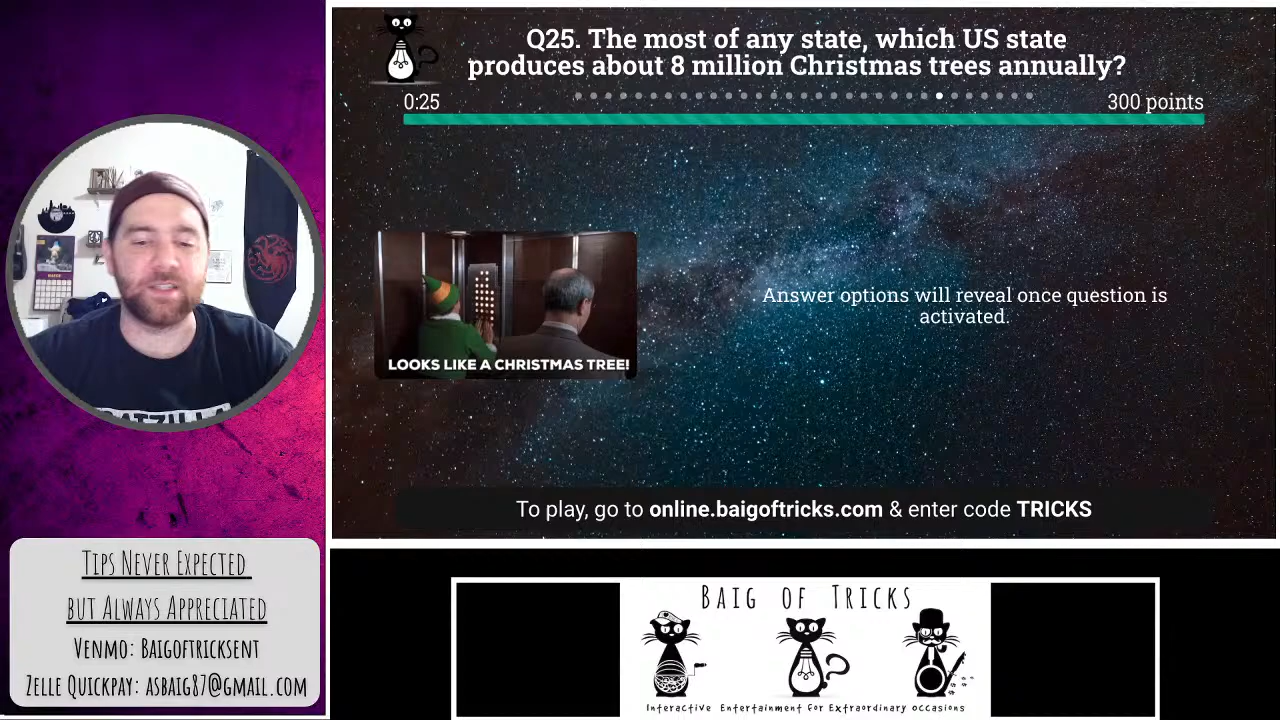 Q25. The most of any state, which US state
produces about 8 million Christmas trees annually?
0:25
300 points
LOOKS LIKE A CHRISTMAS TREE!
Answer options will reveal once question is
activated.
To play, go to online.baigoftricks.com & enter code TRICKS
TIPS NEVER EXPECTED
BUT ALWAYS APPRECIATED
VENMO: BAIGOFTRICKSENT
ZELLE QUICKPAY: ASBAIG87@GMAIL.COM
BAIG OF TRICKS
Interactive Entertainment for Extraordinary Occasions